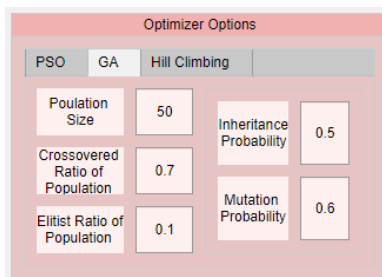 Optimizer Options
PSO GA Hill Climbing
Poulation
Size
50
Crossovered
Ratio of
Population
0.7
Elitist Ratio of
Population
0.1
Inheritance
Probability
0.5
Mutation
Probability
0.6